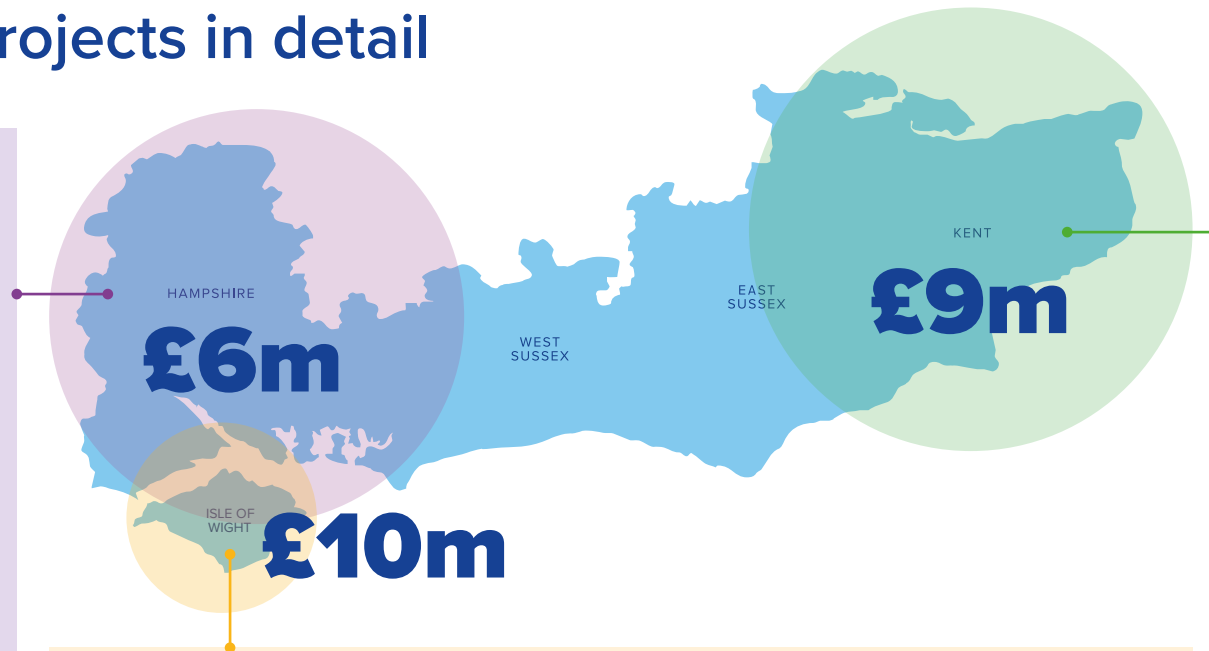 rojects in detail
KENT
HAMPSHIRE
£9m
EAST
SUSSEX
£6m
WEST
SUSSEX
ISLE OF
WIGHT
£10m